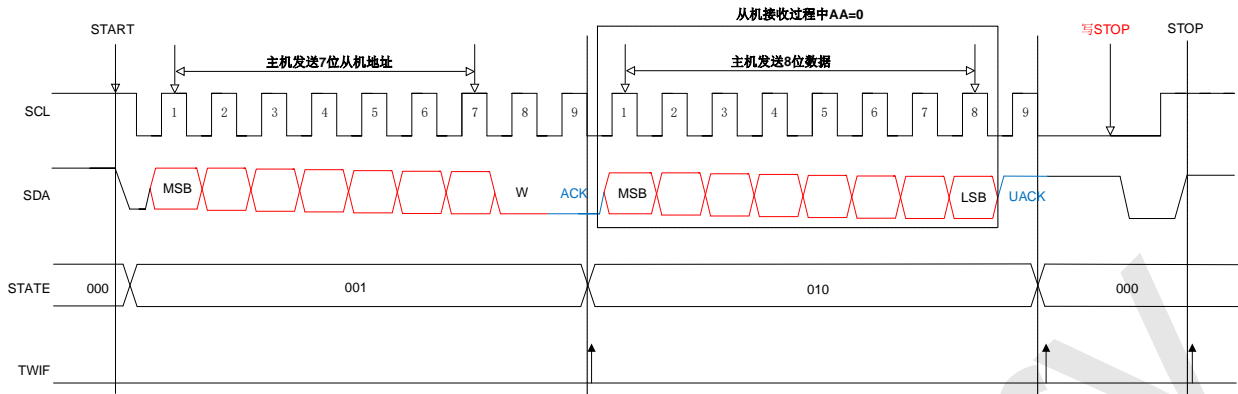 从机接收过程中AA=0
START
写STOP
STOP
主机发送7位从机地址
主机发送8位数据
SCL
1 2 3 4 5 6 7 8 9 1 2 3 4 5 6 7 8 9
SDA
MSB
W
ACK
MSB
LSB
UACK
STATE
000
001
010
000
TWIF